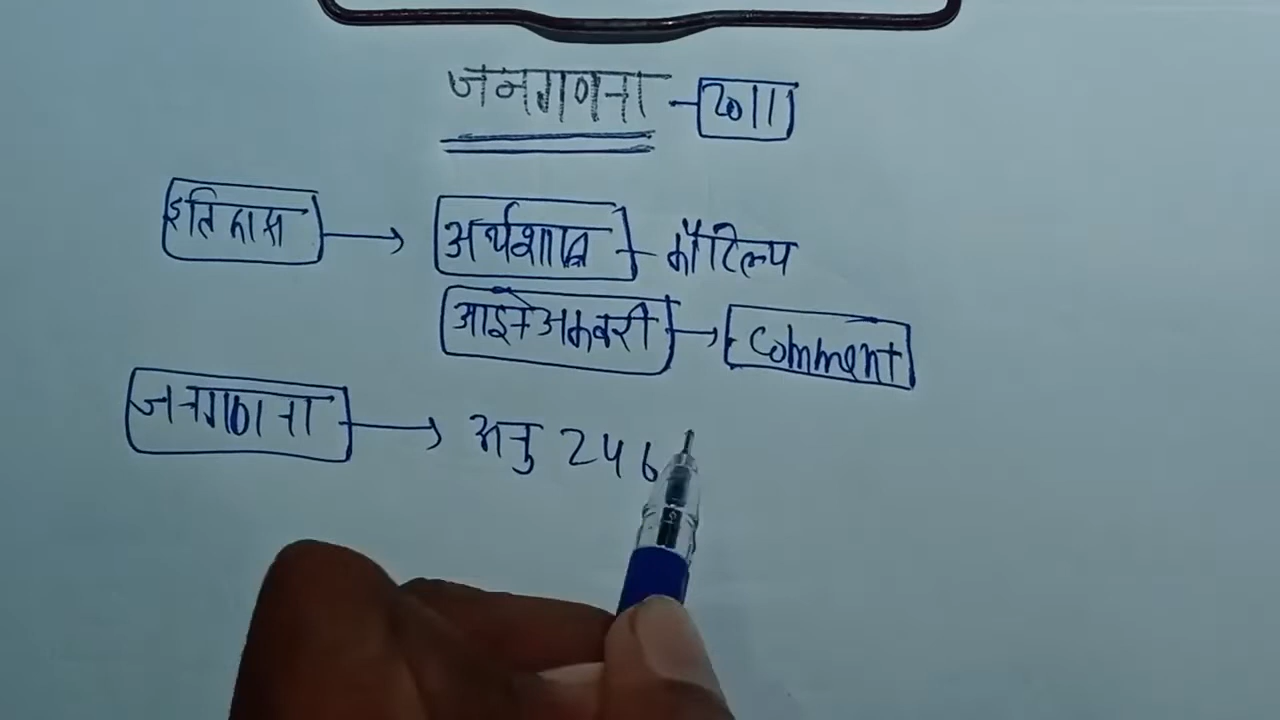 जनगणना - 2011
इतिहास → अर्थशास्त्र - कौटिल्य
आइने अकबरी → Comment
जनगणना → अनु 246